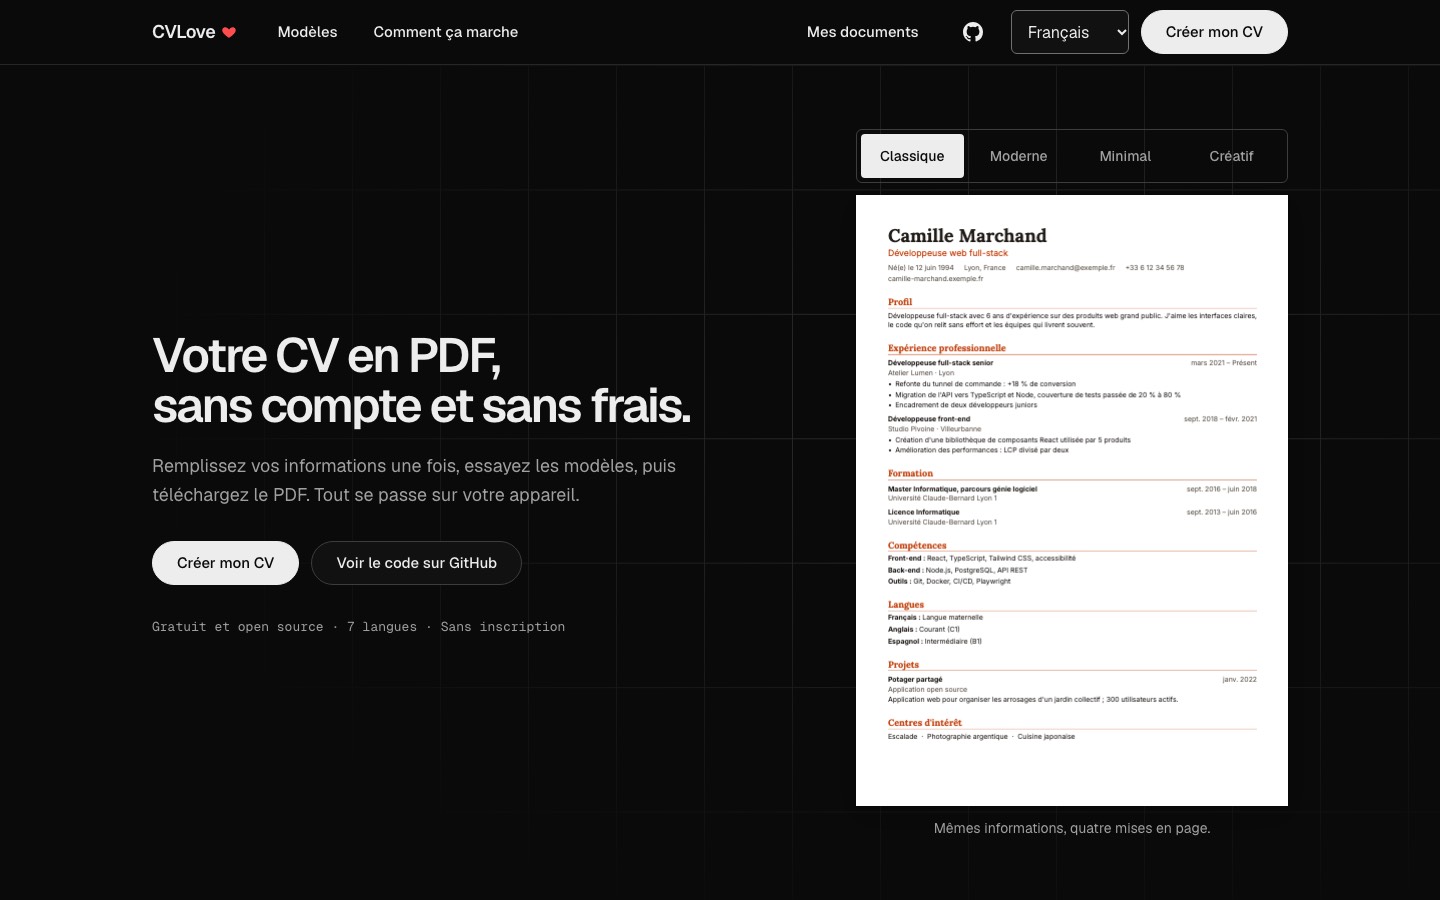 CVLove
Modèles
Comment ça marche
Mes documents
Français
Créer mon CV
Votre CV en PDF,
sans compte et sans frais.
Remplissez vos informations une fois, essayez les modèles, puis
téléchargez le PDF. Tout se passe sur votre appareil.
Créer mon CV
Voir le code sur GitHub
Gratuit et open source · 7 langues · Sans inscription
Classique
Moderne
Minimal
Créatif
Camille Marchand
Développeuse web full-stack
Né(e) le 12 juin 1994 Lyon, France camille.marchand@exemple.fr +33 6 12 34 56 78
camille-marchand.exemple.fr
Profil
Développeuse full-stack avec 6 ans d'expérience sur des produits web grand public. J'aime les interfaces claires,
le code qu'on relit sans effort et les équipes qui livrent souvent.
Expérience professionnelle
Développeuse full-stack senior mars 2021 – Présent
Atelier Lumen · Lyon
• Refonte du tunnel de commande : +18 % de conversion
• Migration de l'API vers TypeScript et Node, couverture de tests passée de 20 % à 80 %
• Encadrement de deux développeurs juniors
Développeuse front-end sept. 2018 – févr. 2021
Studio Pivoine · Villeurbanne
• Création d'une bibliothèque de composants React utilisée par 5 produits
• Amélioration des performances : LCP divisé par deux
Formation
Master Informatique, parcours génie logiciel sept. 2016 – juin 2018
Université Claude-Bernard Lyon 1
Licence Informatique sept. 2013 – juin 2016
Université Claude-Bernard Lyon 1
Compétences
Front-end : React, TypeScript, Tailwind CSS, accessibilité
Back-end : Node.js, PostgreSQL, API REST
Outils : Git, Docker, CI/CD, Playwright
Langues
Français : Langue maternelle
Anglais : Courant (C1)
Espagnol : Intermédiaire (B1)
Projets
Potager partagé janv. 2022
Application open source
Application web pour organiser les arrosages d'un jardin collectif ; 300 utilisateurs actifs.
Centres d'intérêt
Escalade · Photographie argentique · Cuisine japonaise
Mêmes informations, quatre mises en page.